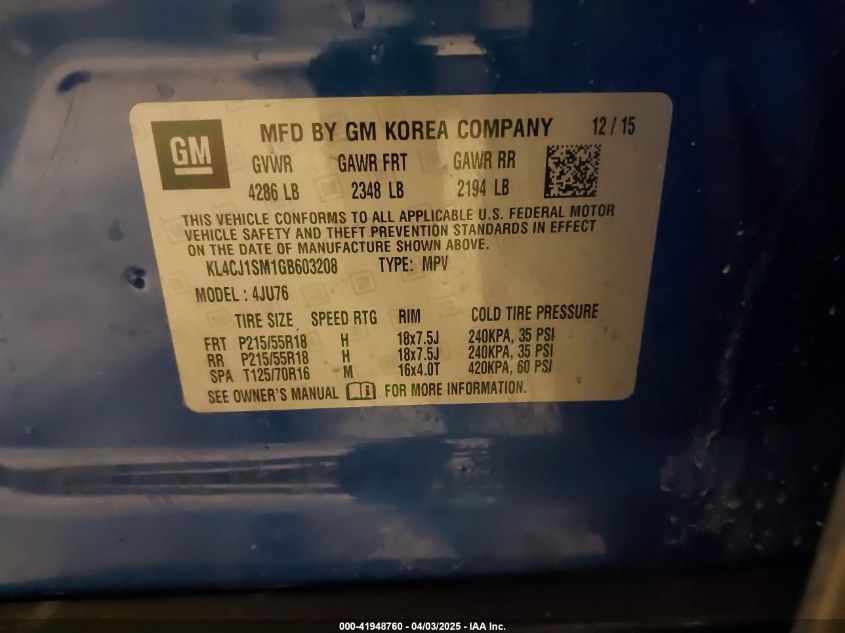 GM
MFD BY GM KOREA COMPANY 12/15
GVWR GAWR FRT GAWR RR
4286 LB 2348 LB 2194 LB
THIS VEHICLE CONFORMS TO ALL APPLICABLE U.S. FEDERAL MOTOR
VEHICLE SAFETY AND THEFT PREVENTION STANDARDS IN EFFECT
ON THE DATE OF MANUFACTURE SHOWN ABOVE.
KL4CJ1SM1GB603208 TYPE: MPV
MODEL: 4JU76
TIRE SIZE SPEED RTG RIM COLD TIRE PRESSURE
FRT P215/55R18 H 18x7.5J 240KPA, 35 PSI
RR P215/55R18 H 18x7.5J 240KPA, 35 PSI
SPA T125/70R16 M 16x4.0T 420KPA, 60 PSI
SEE OWNER'S MANUAL i FOR MORE INFORMATION.
000-41948760 - 04/03/2025 - IAA Inc.